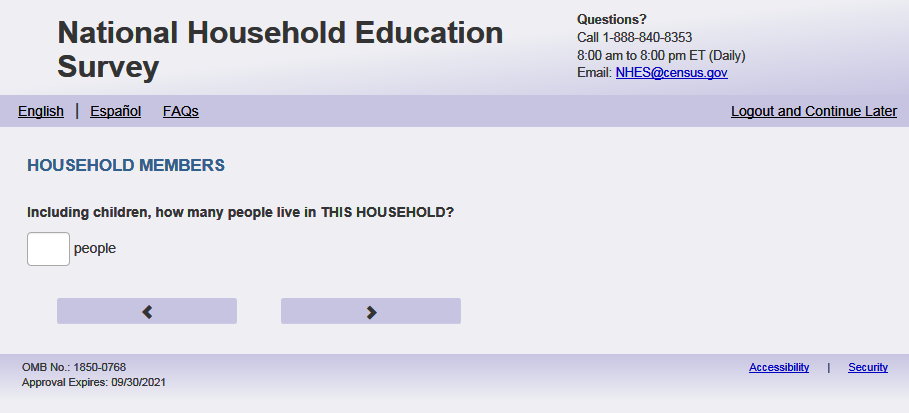 National Household Education
Survey
Questions?
Call 1-888-840-8353
8:00 am to 8:00 pm ET (Daily)
Email: NHES@census.gov
English | Español FAQs Logout and Continue Later
HOUSEHOLD MEMBERS
Including children, how many people live in THIS HOUSEHOLD?
people
OMB No.: 1850-0768
Approval Expires: 09/30/2021
Accessibility | Security